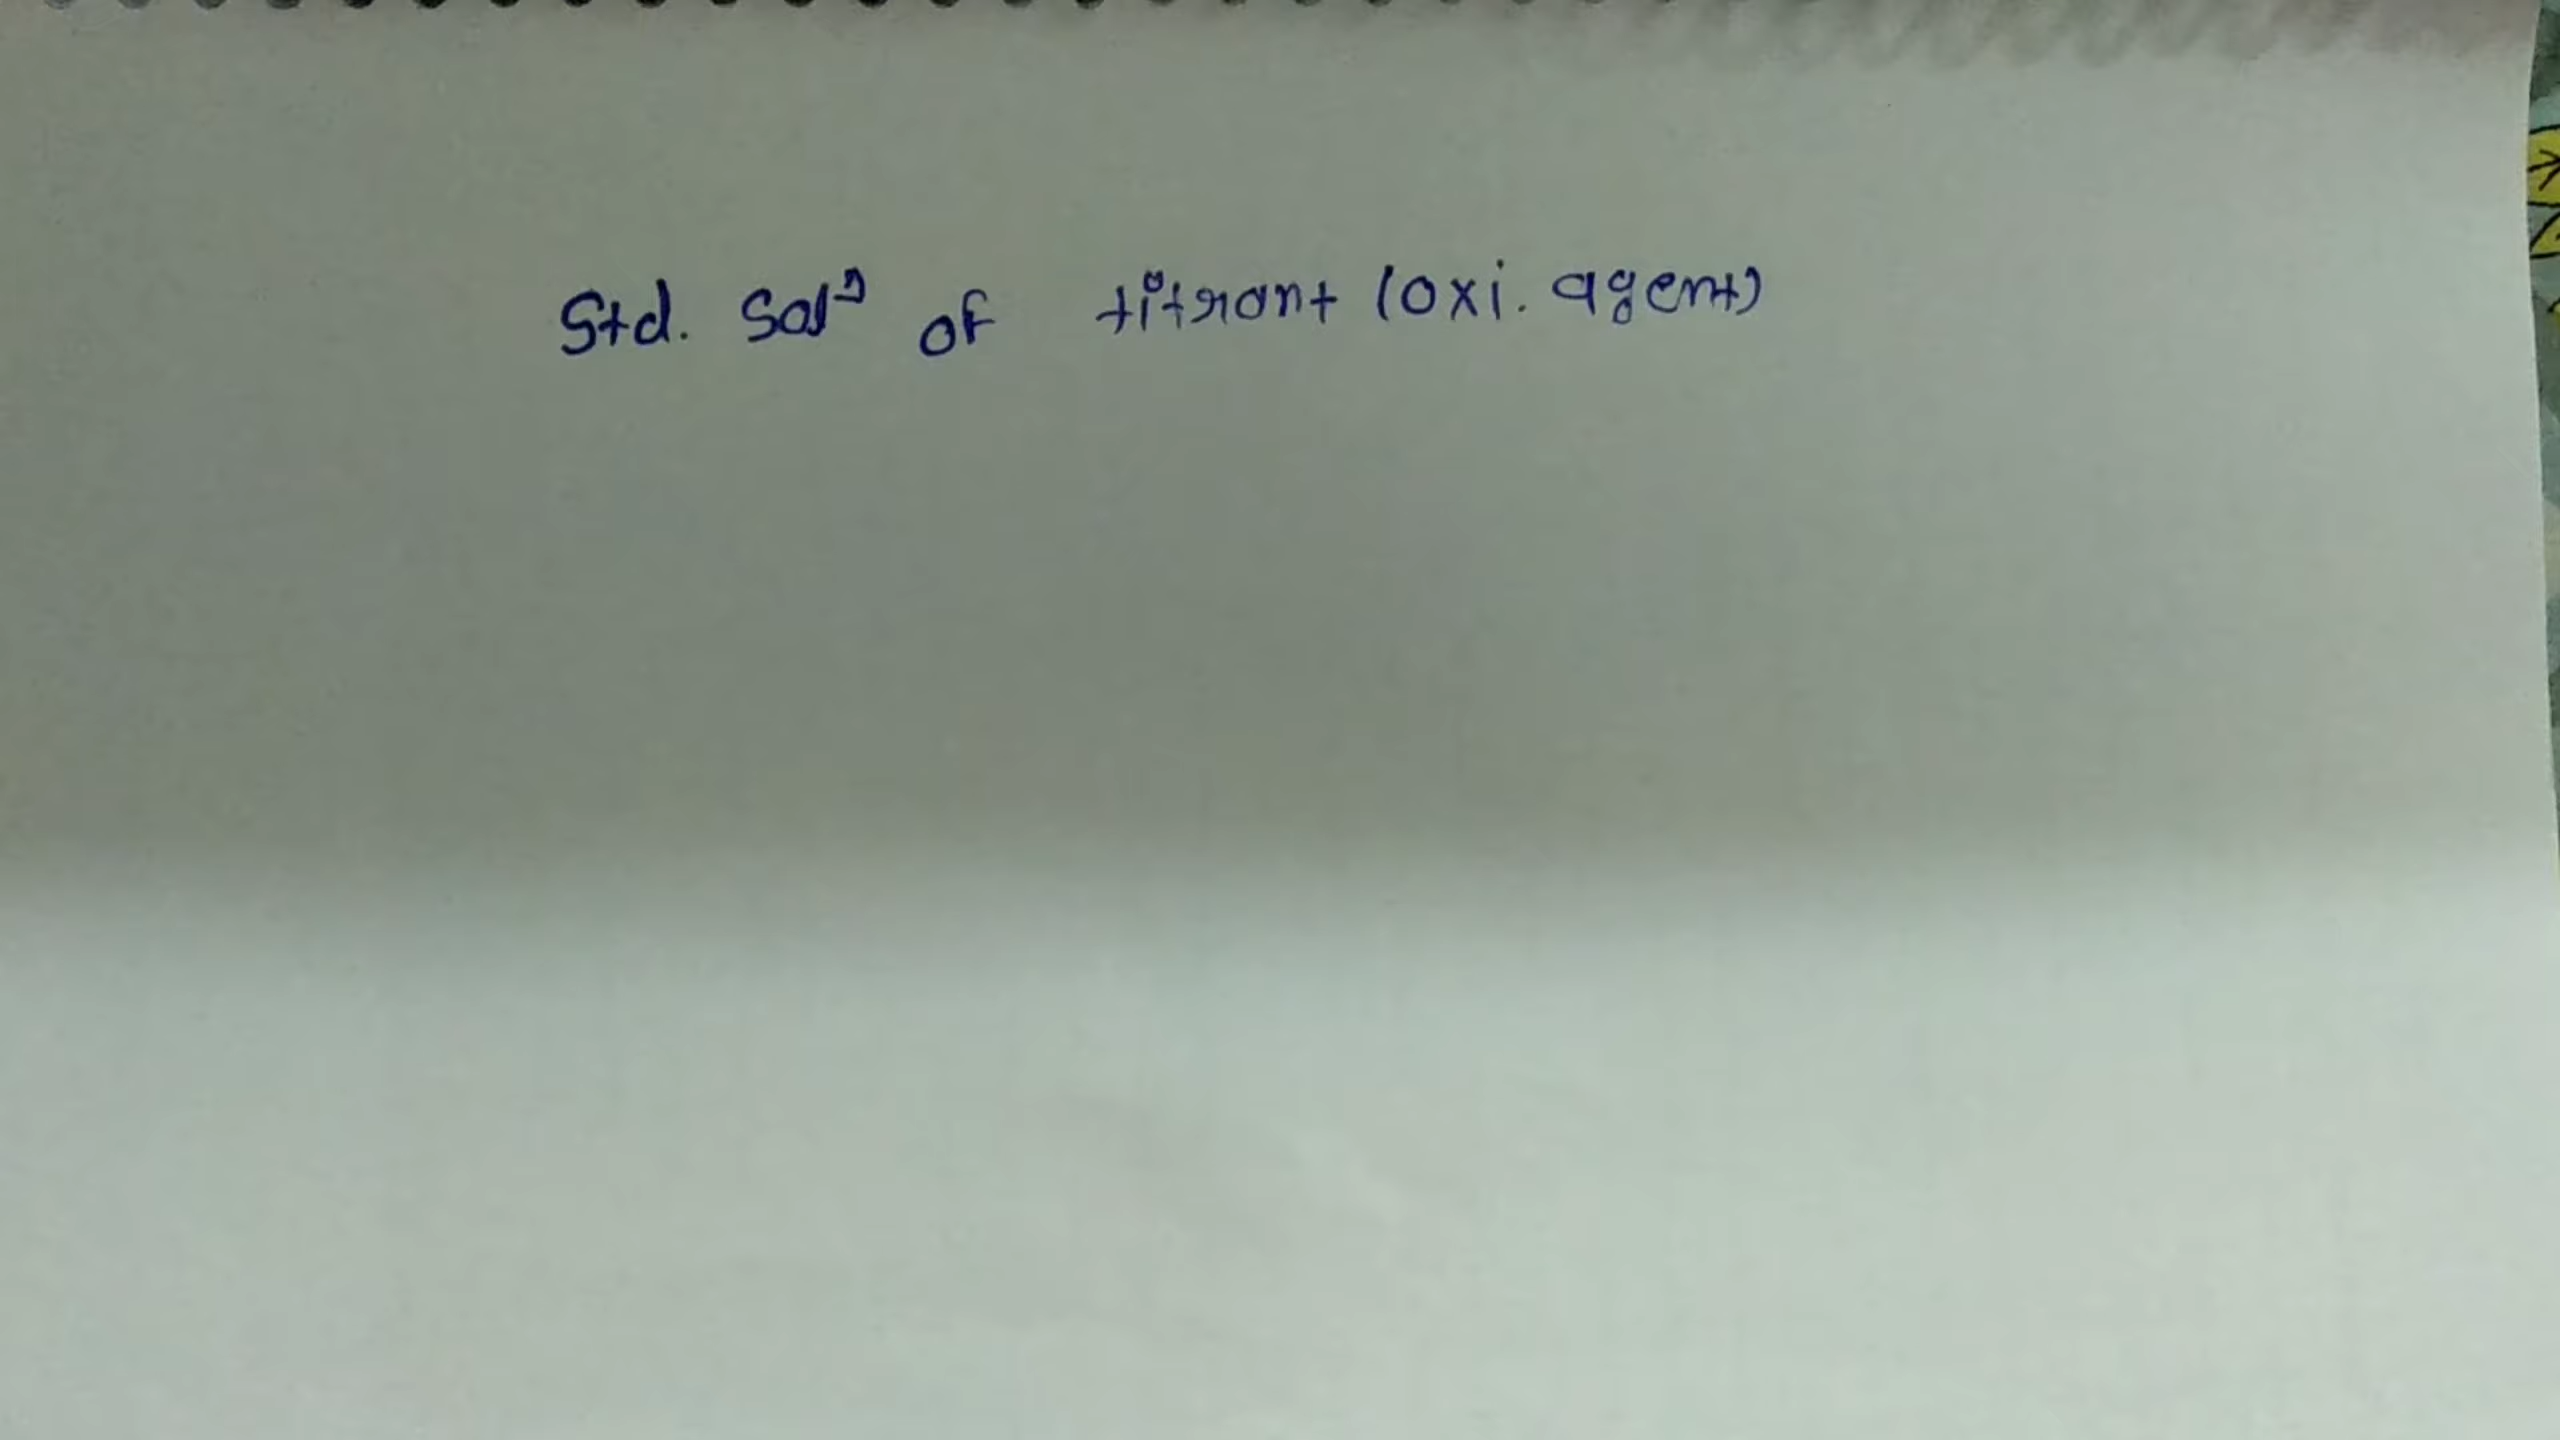 Std. Solⁿ of titrant (oxi. agent)